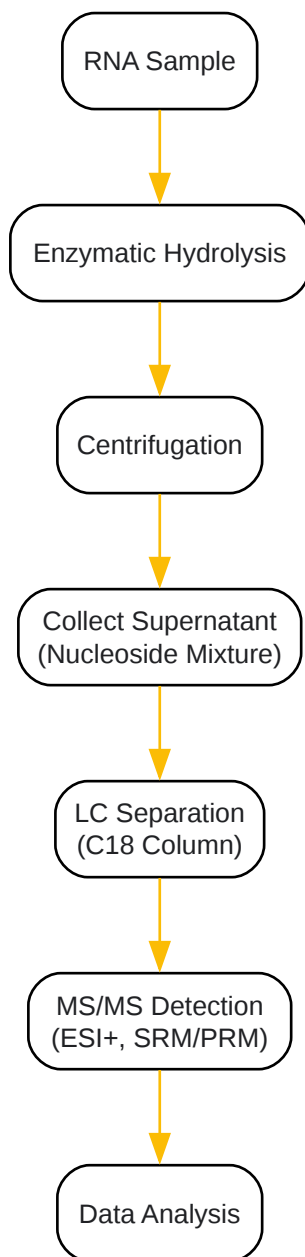 RNA Sample
Enzymatic Hydrolysis
Centrifugation
Collect Supernatant
(Nucleoside Mixture)
LC Separation
(C18 Column)
MS/MS Detection
(ESI+, SRM/PRM)
Data Analysis